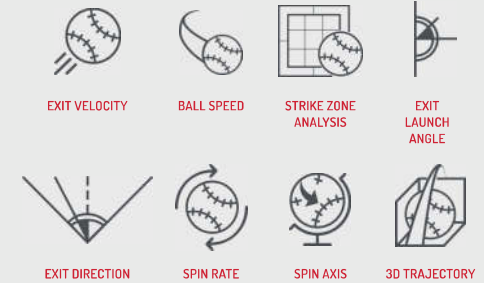 EXIT VELOCITY
BALL SPEED
STRIKE ZONE
ANALYSIS
EXIT
LAUNCH
ANGLE
EXIT DIRECTION
SPIN RATE
SPIN AXIS
3D TRAJECTORY